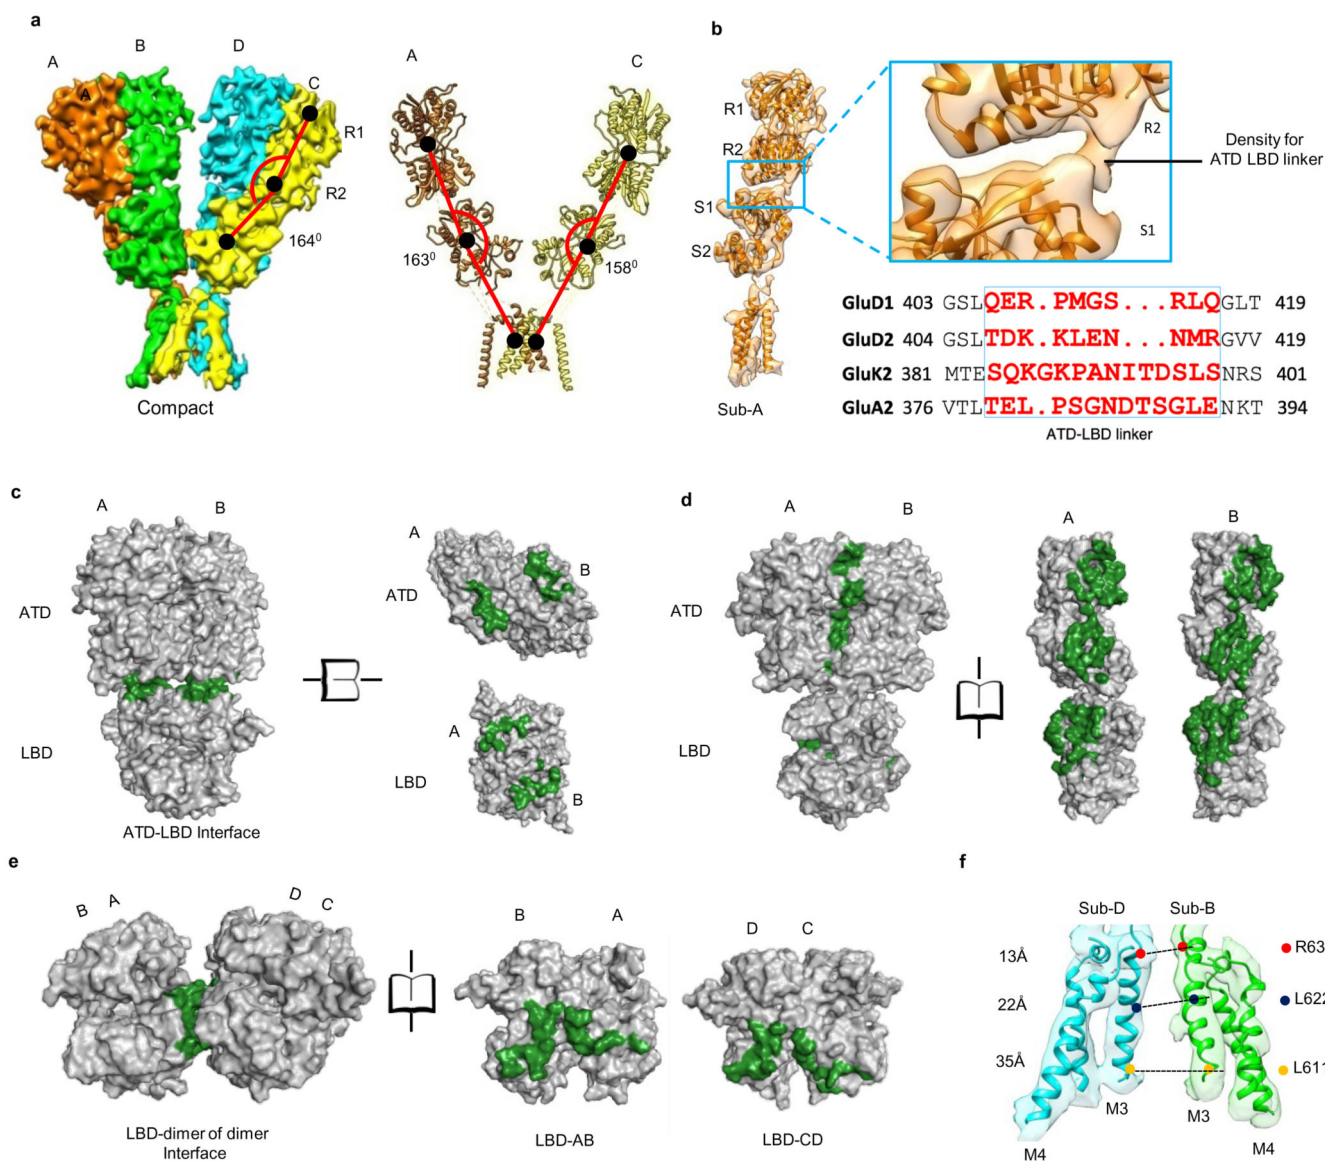 a
A
B
D
C
A
R1
R2
164⁰
Compact
A
C
163⁰
158⁰
b
R1
R2
S1
S2
Sub-A
R2
S1
Density for
ATD LBD linker
GluD1 403 GSLQER.PMGS...RLQGLT 419
GluD2 404 GSLTDK.KLEN...NMRGVV 419
GluK2 381 MTESQKGKPANITDSLSNRS 401
GluA2 376 VTLTEL.PSGNDTSGLENKT 394
ATD-LBD linker
c
A
B
ATD
LBD
ATD-LBD Interface
A
B
ATD
A
LBD
B
d
A
B
ATD
LBD
A
B
e
B A
D C
LBD-dimer of dimer
Interface
B
A
LBD-AB
D
C
LBD-CD
f
Sub-D
Sub-B
13Å
22Å
35Å
R63
L622
L611
M3
M3
M4
M4